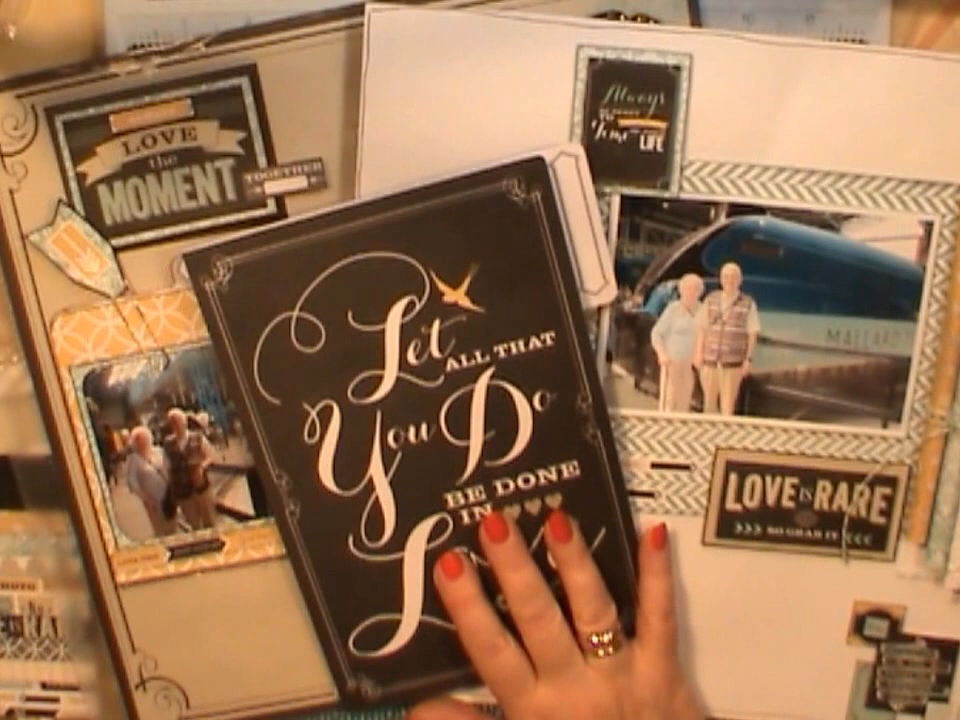 LOVE
the
MOMENT
TOGETHER
Always
Time
LIFE
Let
ALL THAT
You Do
BE DONE
IN
MALLARD
LOVE IS RARE
>>> SO GRAB IT <<<